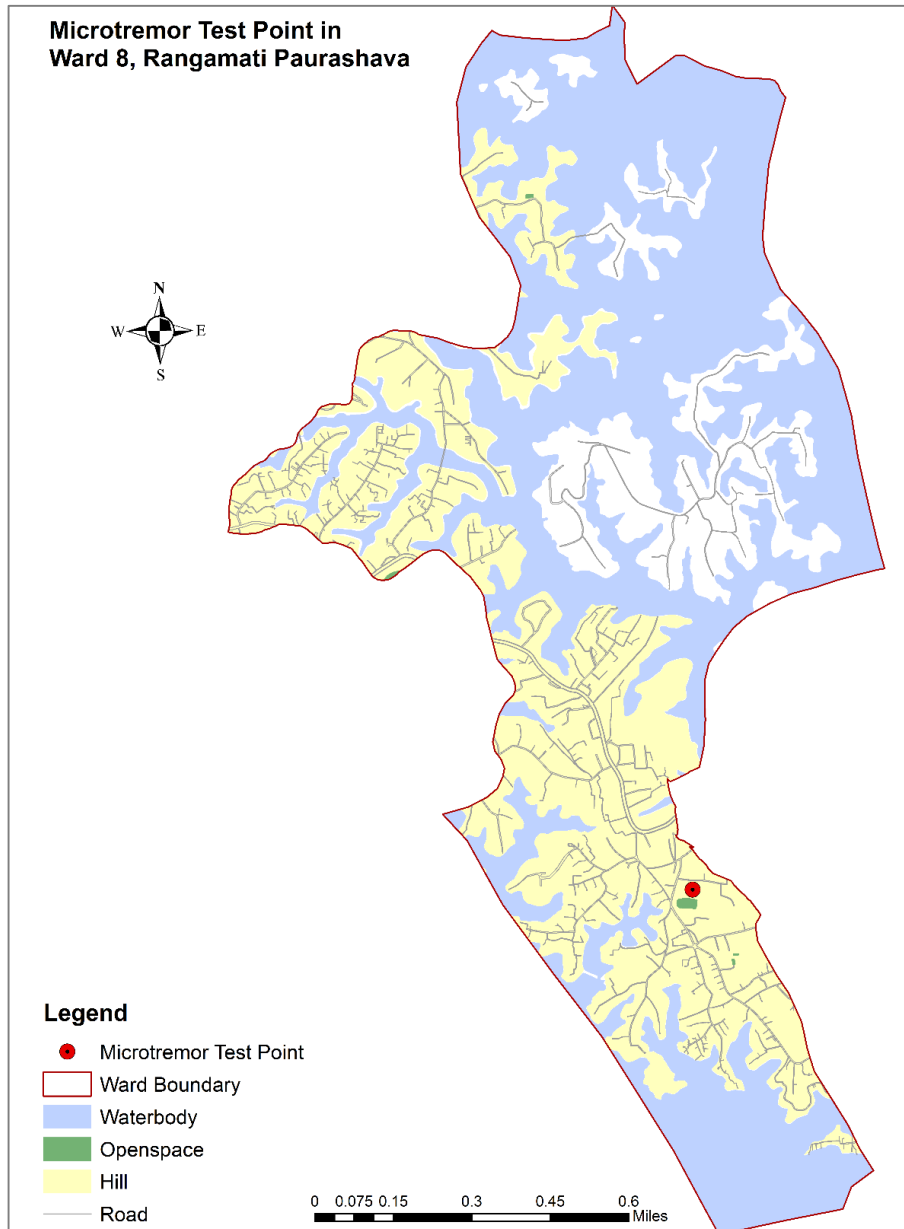 Microtremor Test Point in
Ward 8, Rangamati Paurashava
N
W E
S
Legend
Microtremor Test Point
Ward Boundary
Waterbody
Openspace
Hill
Road
0 0.075 0.15 0.3 0.45 0.6
Miles